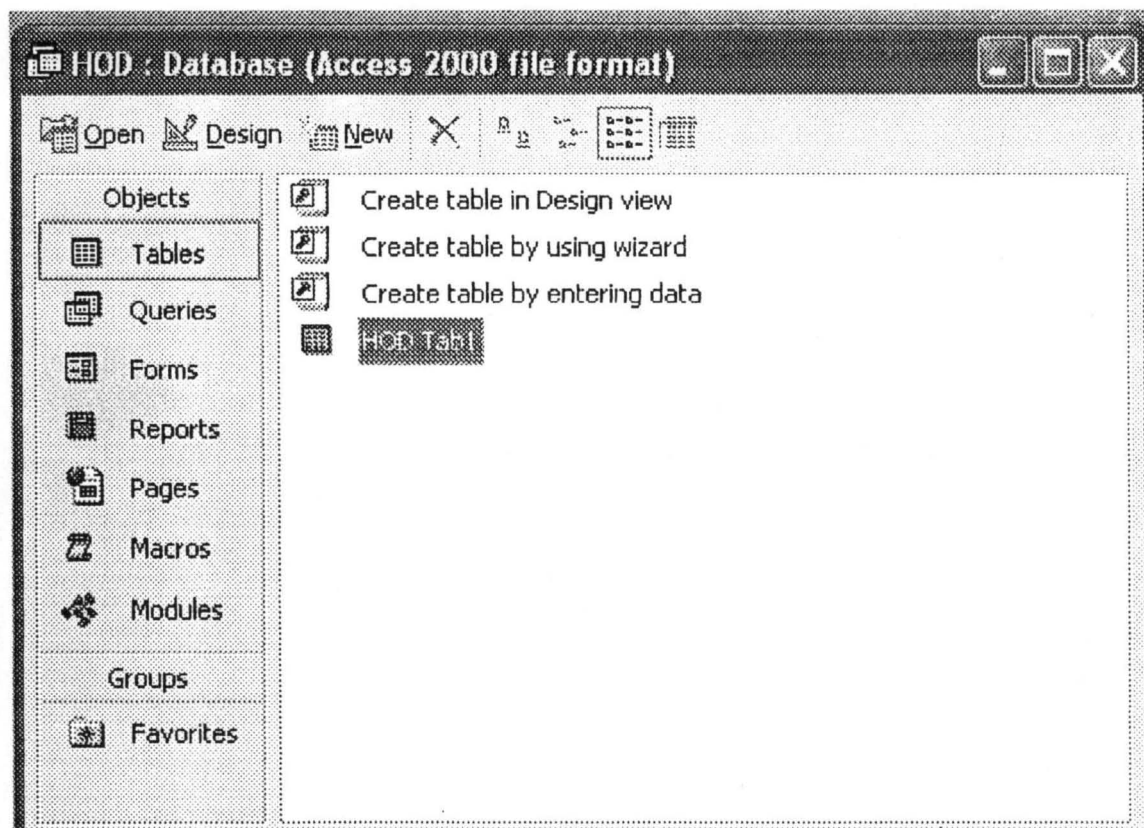 HOD : Database (Access 2000 file format)
Open Design New
Objects
Tables
Queries
Forms
Reports
Pages
Macros
Modules
Groups
Favorites
Create table in Design view
Create table by using wizard
Create table by entering data
HOD Tab1